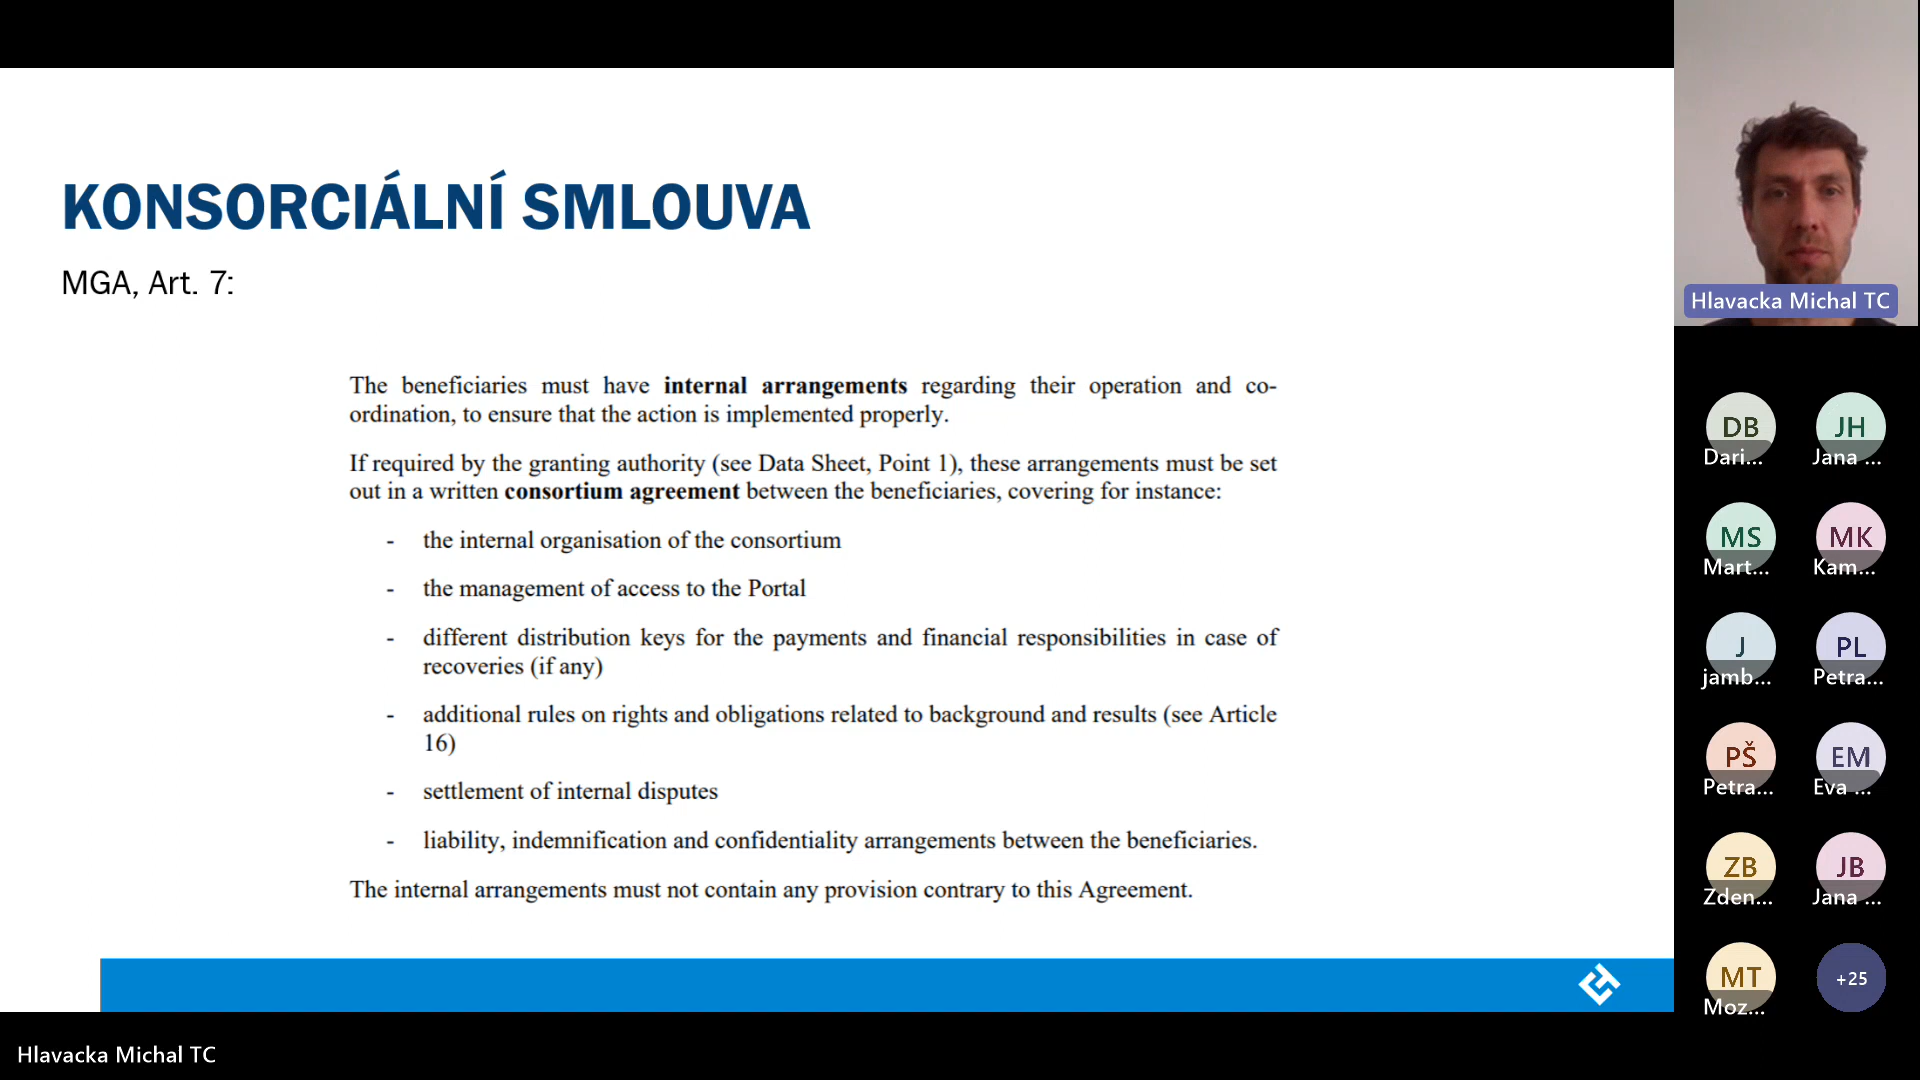 KONSORCIÁLNÍ SMLOUVA
MGA, Art. 7:
The beneficiaries must have internal arrangements regarding their operation and co-
ordination, to ensure that the action is implemented properly.
If required by the granting authority (see Data Sheet, Point 1), these arrangements must be set
out in a written consortium agreement between the beneficiaries, covering for instance:
- the internal organisation of the consortium
- the management of access to the Portal
- different distribution keys for the payments and financial responsibilities in case of
recoveries (if any)
- additional rules on rights and obligations related to background and results (see Article
16)
- settlement of internal disputes
- liability, indemnification and confidentiality arrangements between the beneficiaries.
The internal arrangements must not contain any provision contrary to this Agreement.
Hlavacka Michal TC
DB
Dari...
JH
Jana ...
MS
Mart...
MK
Kam...
J
jamb...
PL
Petra...
PŠ
Petra...
EM
Eva ...
ZB
Zden...
JB
Jana ...
MT
Moz...
+25
Hlavacka Michal TC